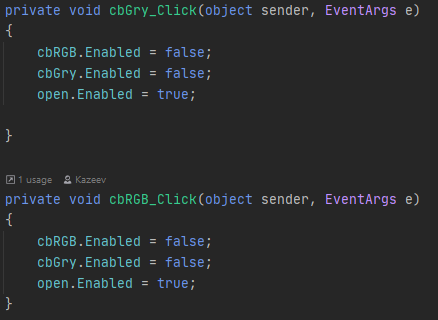 private void cbGry_Click(object sender, EventArgs e)
{
    cbRGB.Enabled = false;
    cbGry.Enabled = false;
    open.Enabled = true;
}
1 usage Kazeev
private void cbRGB_Click(object sender, EventArgs e)
{
    cbRGB.Enabled = false;
    cbGry.Enabled = false;
    open.Enabled = true;
}